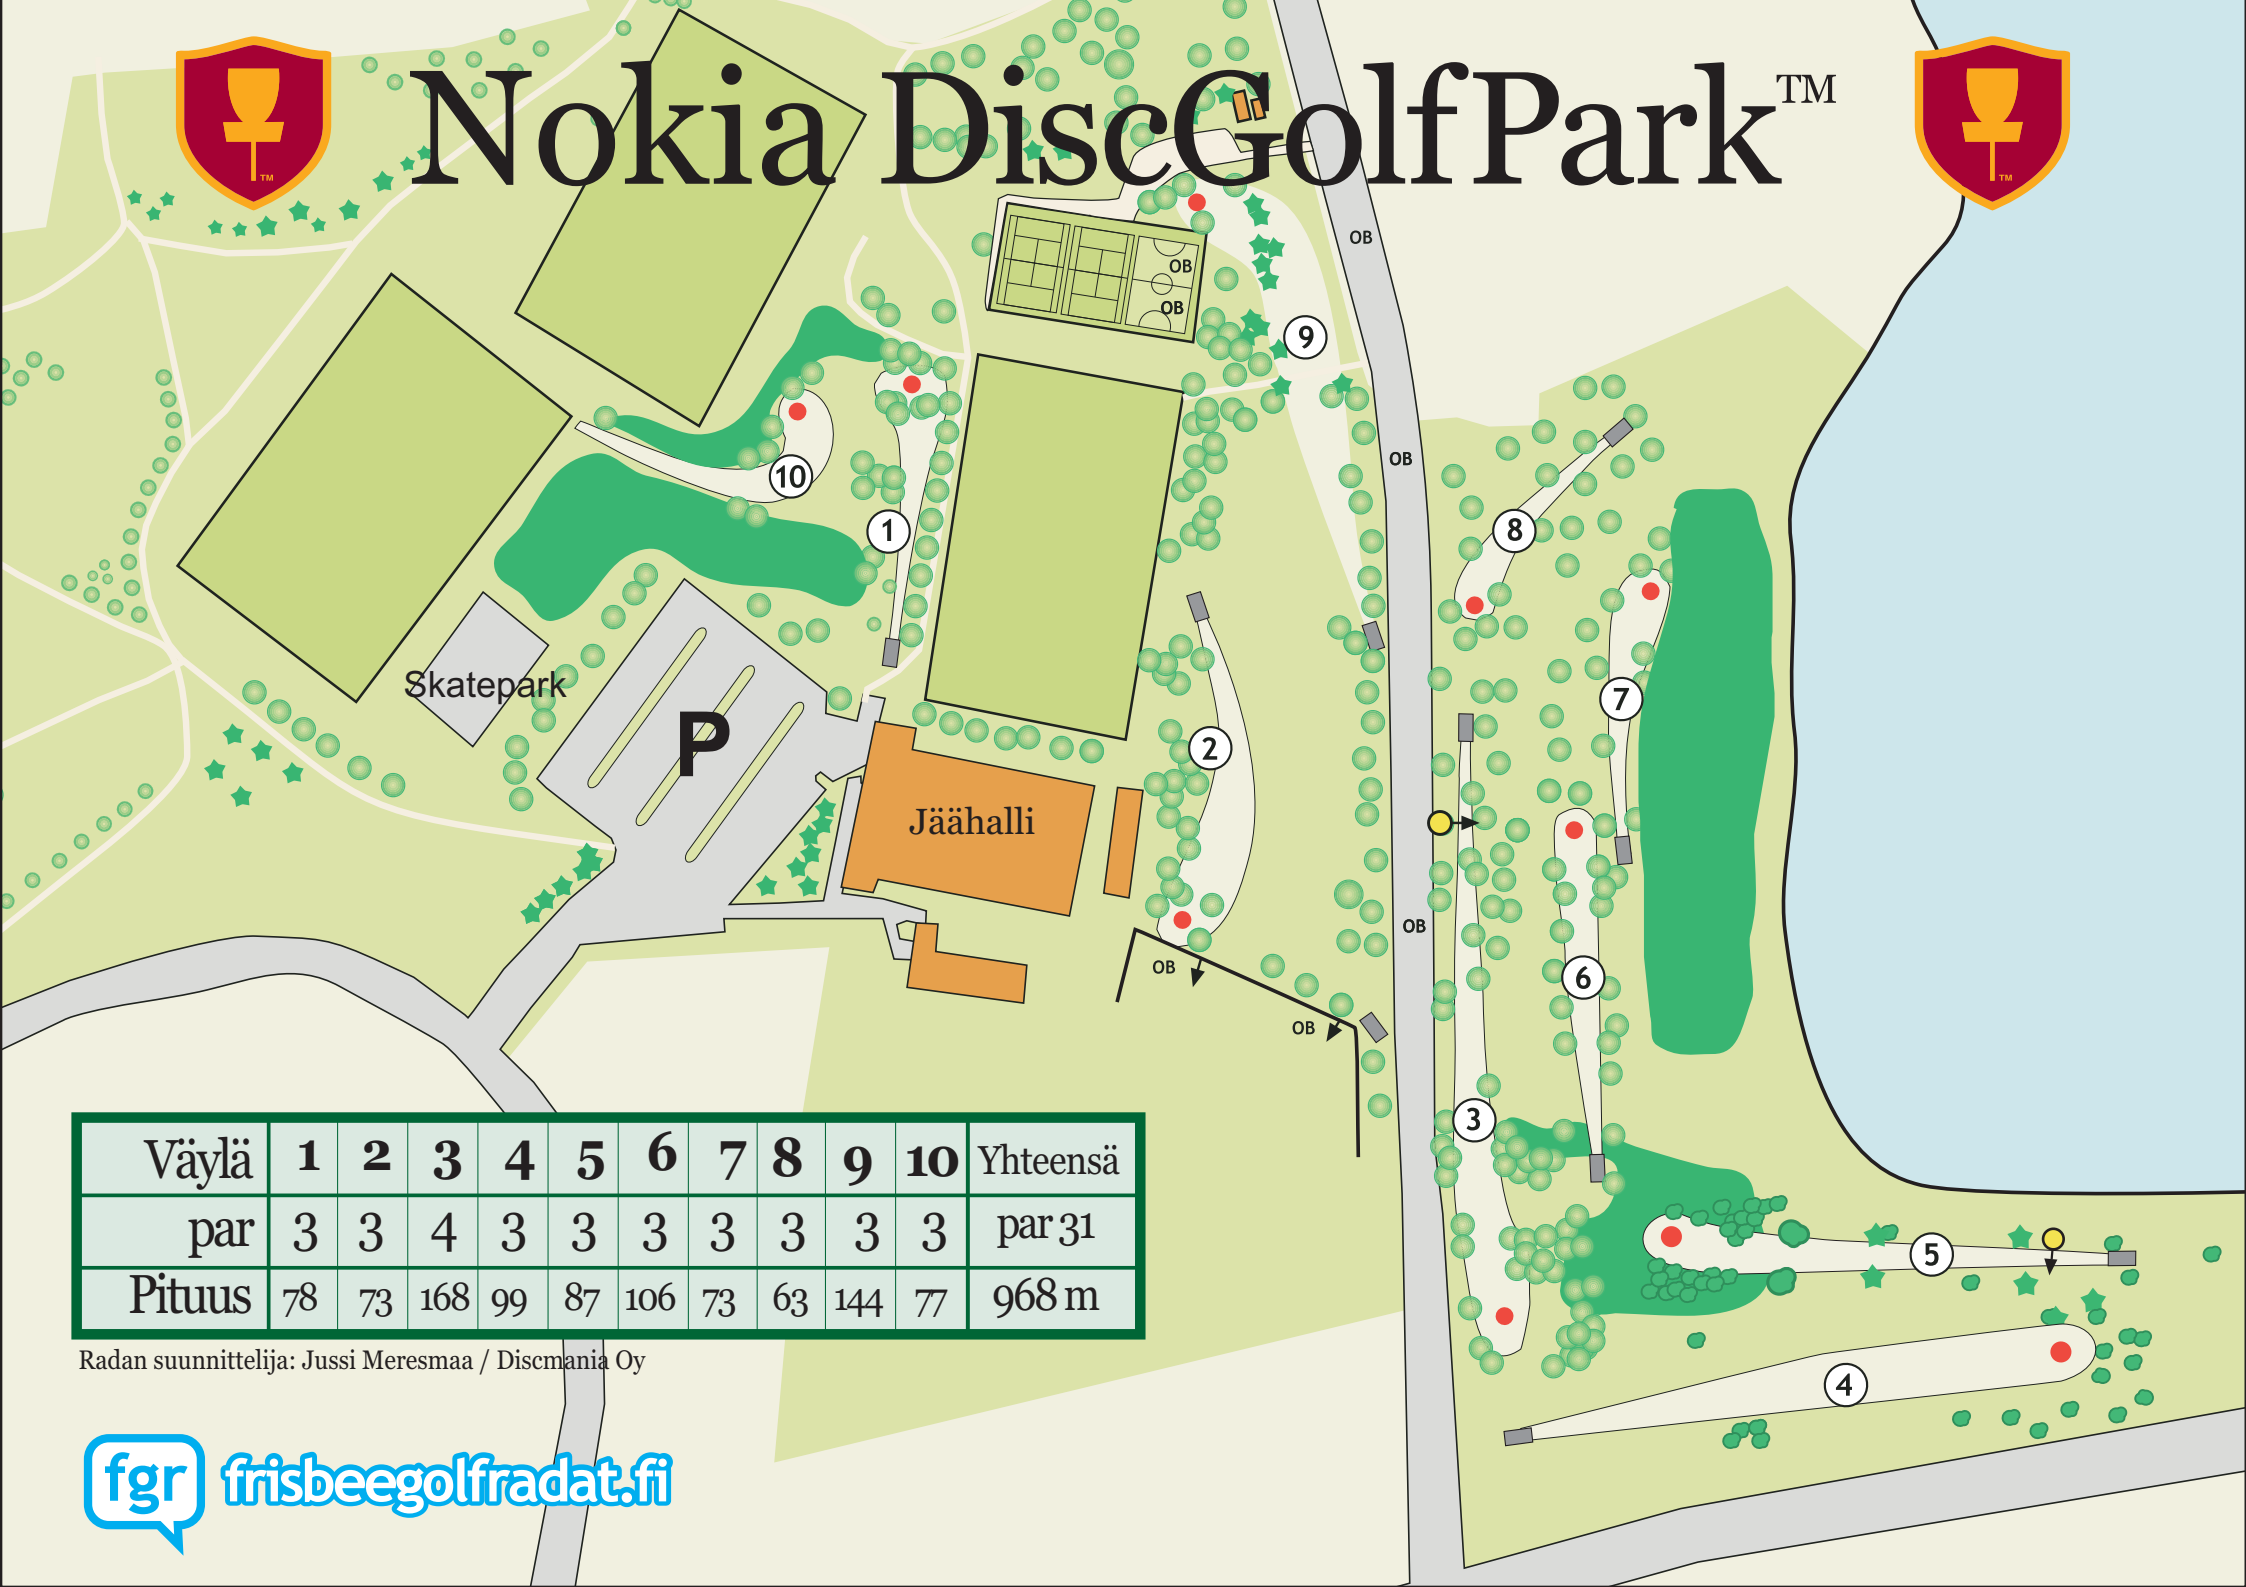 Nokia DiscGolfPark™
TM
TM
OB
OB
OB
9
OB
10
1
8
Skatepark
P
7
2
Jäähalli
OB
OB
6
OB
3
5
4
Väylä 1 2 3 4 5 6 7 8 9 10 Yhteensä
par 3 3 4 3 3 3 3 3 3 3 par 31
Pituus 78 73 168 99 87 106 73 63 144 77 968 m
Radan suunnittelija: Jussi Meresmaa / Discmania Oy
fgr frisbeegolfradat.fi